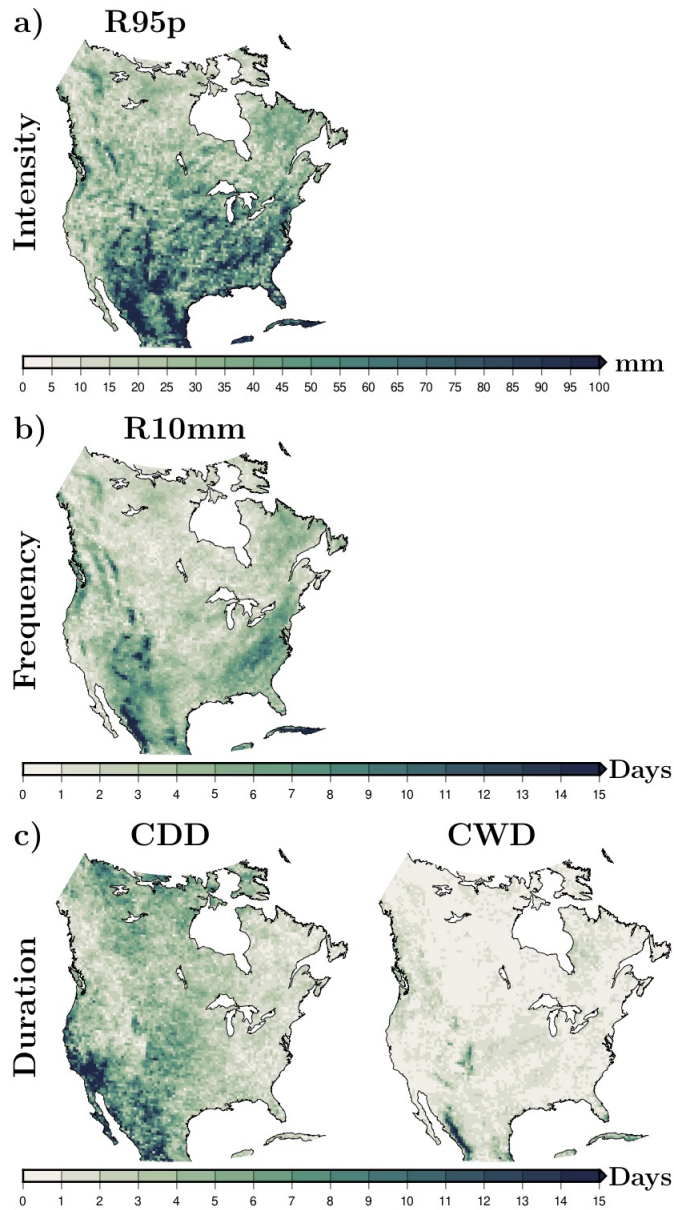 a) R95p
Intensity
0 5 10 15 20 25 30 35 40 45 50 55 60 65 70 75 80 85 90 95 100 mm
b) R10mm
Frequency
0 1 2 3 4 5 6 7 8 9 10 11 12 13 14 15 Days
c) CDD CWD
Duration
0 1 2 3 4 5 6 7 8 9 10 11 12 13 14 15 Days